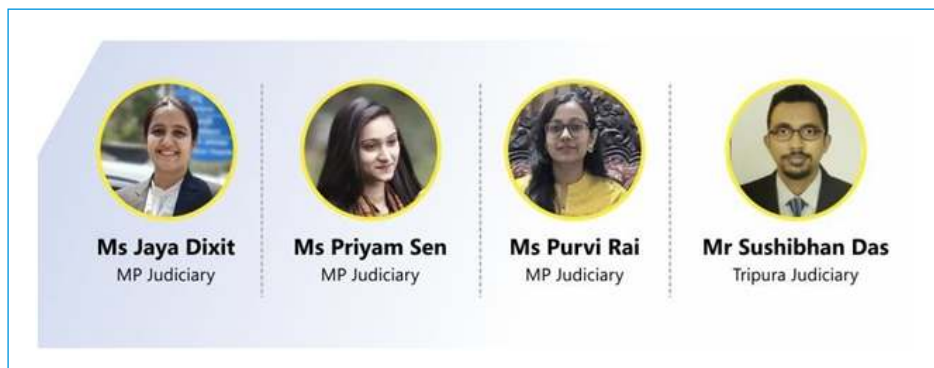 Ms Jaya Dixit
MP Judiciary
Ms Priyam Sen
MP Judiciary
Ms Purvi Rai
MP Judiciary
Mr Sushibhan Das
Tripura Judiciary